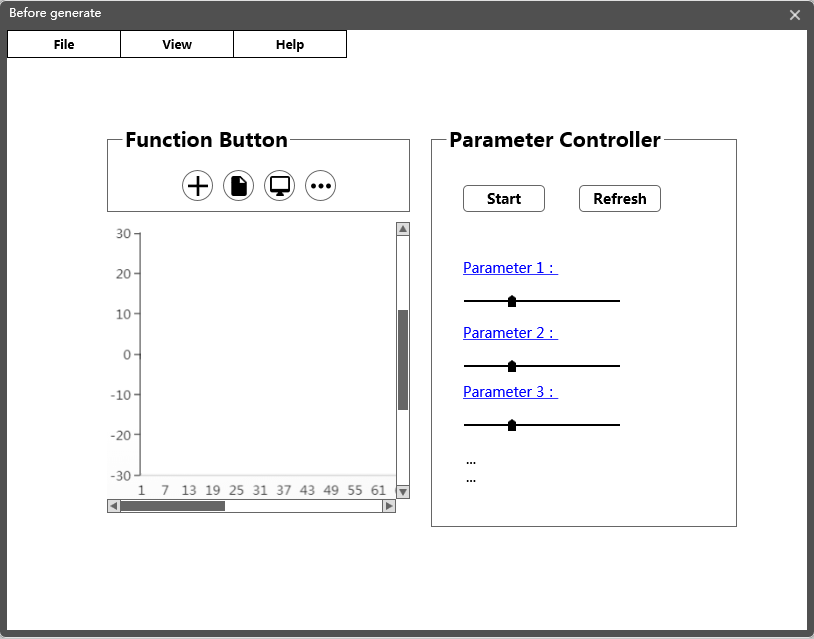 Before generate
File View Help
Function Button
Parameter Controller
Start Refresh
30
20
10
0
-10
-20
-30
1 7 13 19 25 31 37 43 49 55 61
Parameter 1 :
Parameter 2 :
Parameter 3 :
...
...